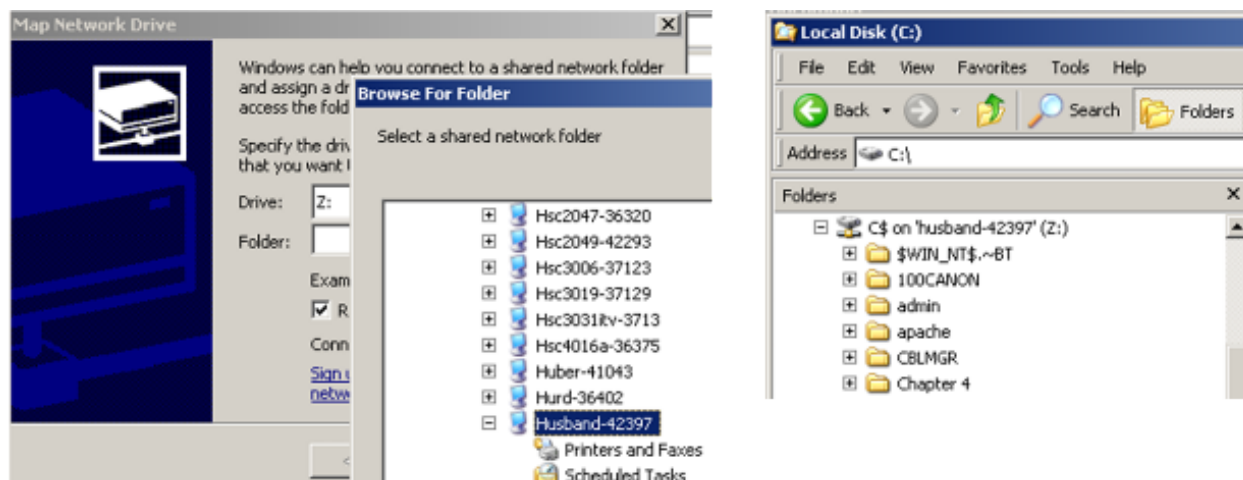 Map Network Drive
Windows can help you connect to a shared network folder
and assign a dr
access the fold
Specify the driv
that you want
Drive: Z:
Folder:
Exam
R
Conn
Sign u
netwo
<
Browse For Folder
Select a shared network folder
Hsc2047-36320
Hsc2049-42293
Hsc3006-37123
Hsc3019-37129
Hsc3031itv-3713
Hsc4016a-36375
Huber-41043
Hurd-36402
Husband-42397
Printers and Faxes
Scheduled Tasks
Local Disk (C:)
File Edit View Favorites Tools Help
Back Search Folders
Address C:\
Folders X
C$ on 'husband-42397' (Z:)
$WIN_NT$.~BT
100CANON
admin
apache
CBLMGR
Chapter 4